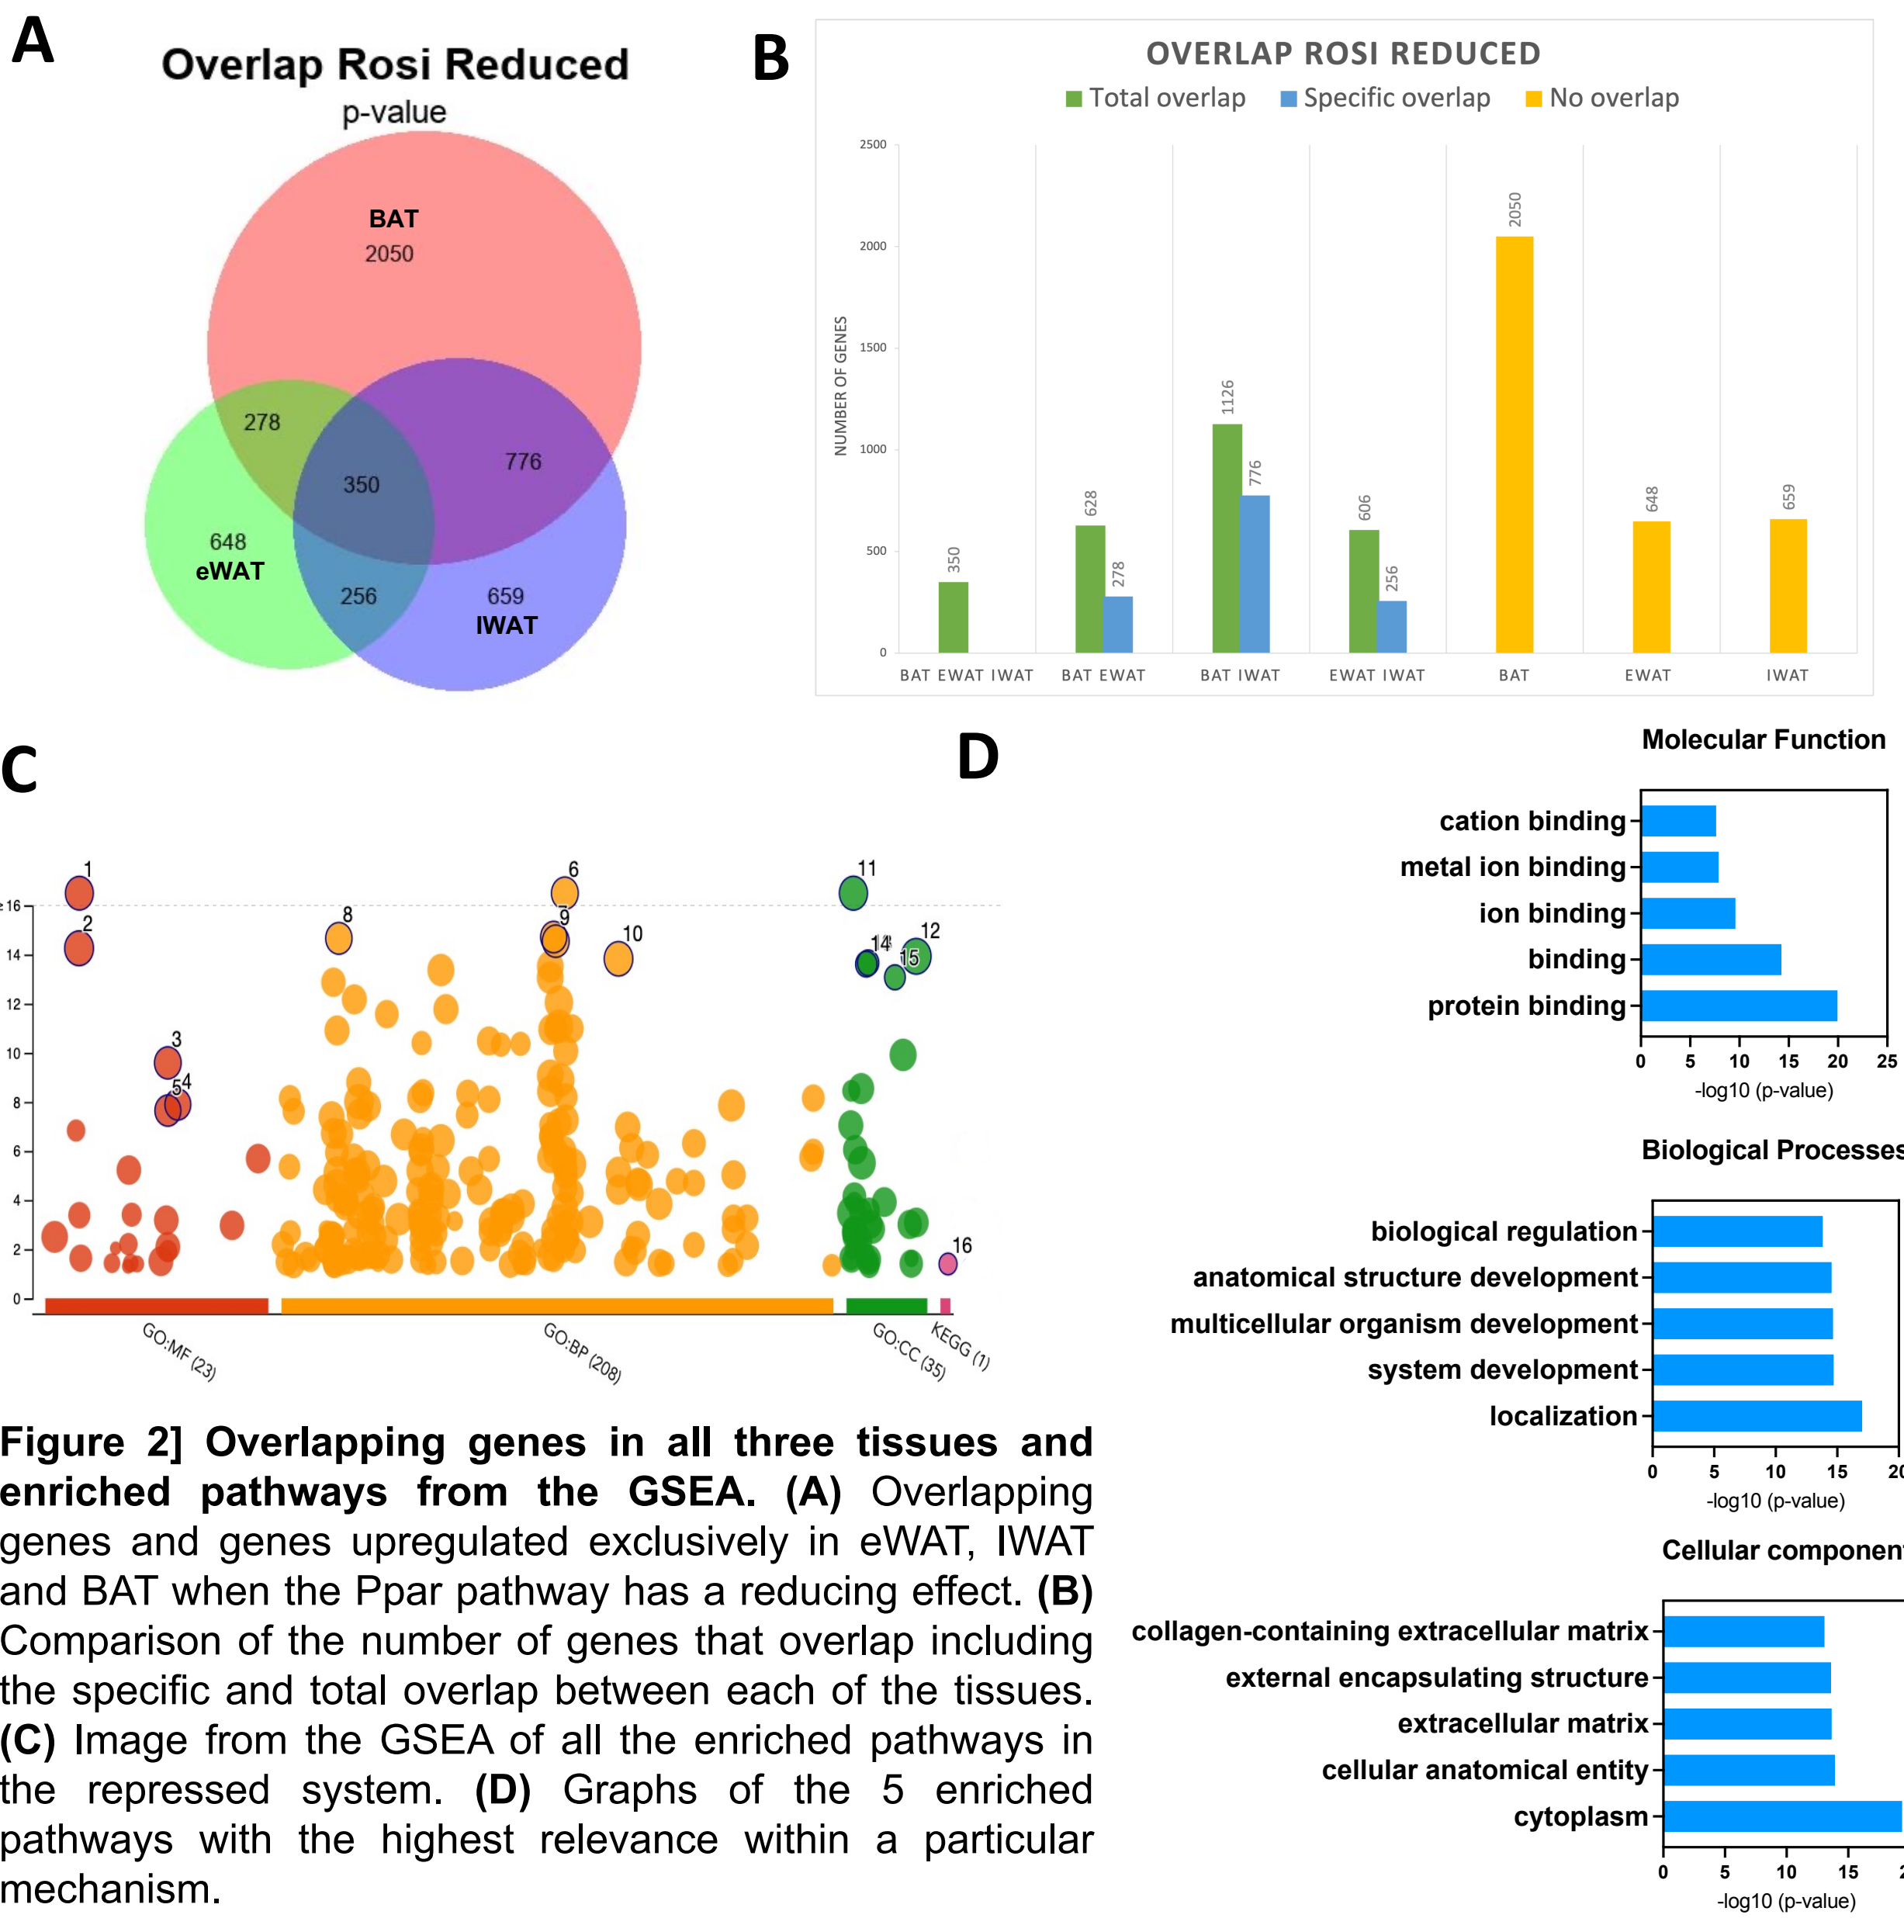 A
Overlap Rosi Reduced
p-value
BAT
2050
278
350
776
648
eWAT
256
659
IWAT
B
OVERLAP ROSI REDUCED
Total overlap
Specific overlap
No overlap
NUMBER OF GENES
2500
2000
1500
1000
500
0
350
628
278
1126
776
606
256
2050
648
659
BAT EWAT IWAT
BAT EWAT
BAT IWAT
EWAT IWAT
BAT
EWAT
IWAT
C
≥16
14
12
10
8
6
4
2
0
1
2
3
54
6
8
9
10
11
12
14
15
16
GO:MF (23)
GO:BP (208)
GO:CC (35)
KEGG (1)
D
Molecular Function
cation binding
metal ion binding
ion binding
binding
protein binding
0 5 10 15 20 25
-log10 (p-value)
Biological Processes
biological regulation
anatomical structure development
multicellular organism development
system development
localization
0 5 10 15 20
-log10 (p-value)
Cellular component
collagen-containing extracellular matrix
external encapsulating structure
extracellular matrix
cellular anatomical entity
cytoplasm
0 5 10 15 2
-log10 (p-value)
Figure 2] Overlapping genes in all three tissues and
enriched pathways from the GSEA. (A) Overlapping
genes and genes upregulated exclusively in eWAT, IWAT
and BAT when the Ppar pathway has a reducing effect. (B)
Comparison of the number of genes that overlap including
the specific and total overlap between each of the tissues.
(C) Image from the GSEA of all the enriched pathways in
the repressed system. (D) Graphs of the 5 enriched
pathways with the highest relevance within a particular
mechanism.